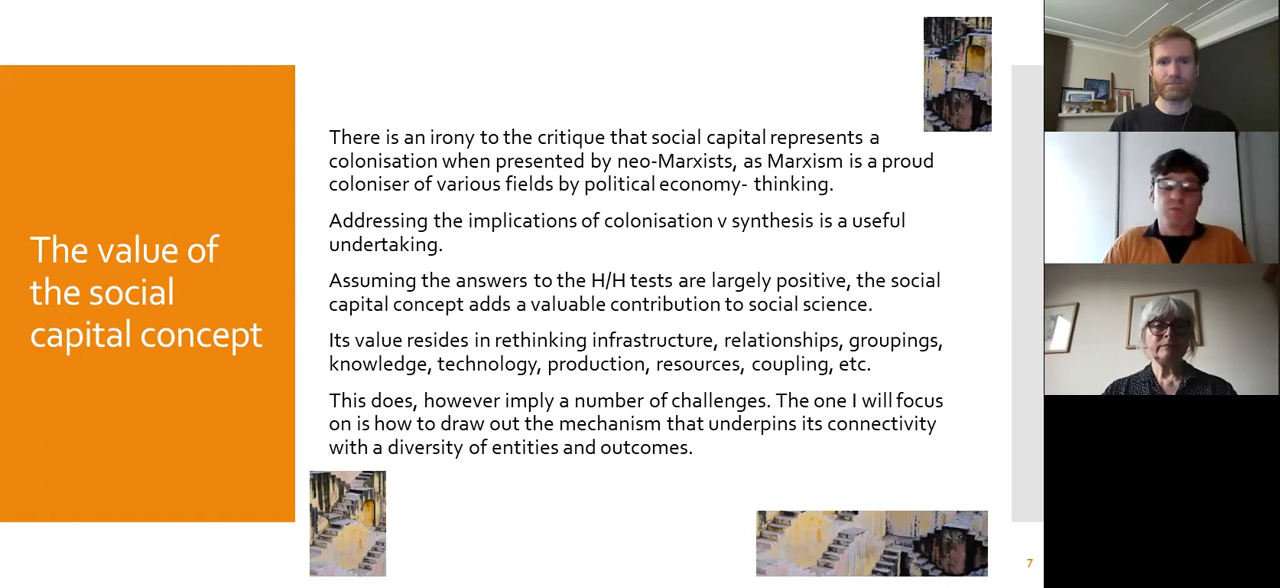 The value of
the social
capital concept
There is an irony to the critique that social capital represents a
colonisation when presented by neo-Marxists, as Marxism is a proud
coloniser of various fields by political economy- thinking.
Addressing the implications of colonisation v synthesis is a useful
undertaking.
Assuming the answers to the H/H tests are largely positive, the social
capital concept adds a valuable contribution to social science.
Its value resides in rethinking infrastructure, relationships, groupings,
knowledge, technology, production, resources, coupling, etc.
This does, however imply a number of challenges. The one I will focus
on is how to draw out the mechanism that underpins its connectivity
with a diversity of entities and outcomes.
7